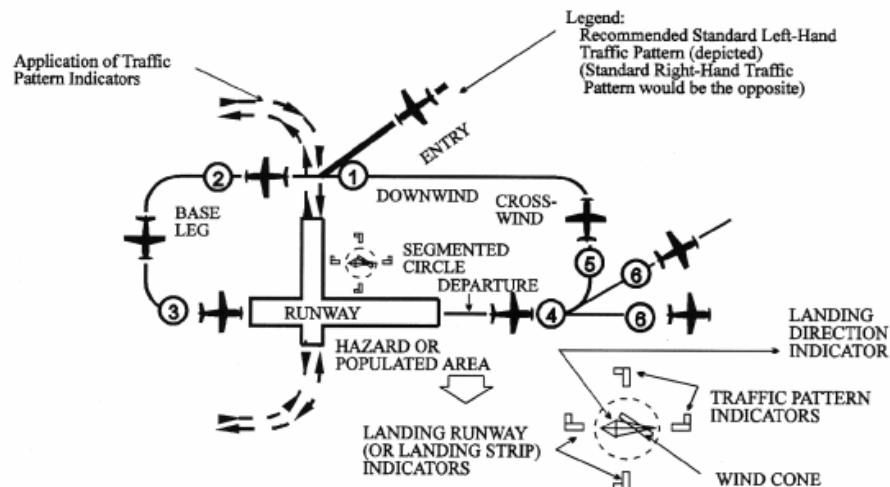 Legend:
Recommended Standard Left-Hand
Traffic Pattern (depicted)
(Standard Right-Hand Traffic
Pattern would be the opposite)
Application of Traffic
Pattern Indicators
ENTRY
2
1
DOWNWIND
BASE
LEG
CROSS-
WIND
SEGMENTED
CIRCLE
5
6
DEPARTURE
3
RUNWAY
4
6
LANDING
DIRECTION
INDICATOR
HAZARD OR
POPULATED AREA
TRAFFIC PATTERN
INDICATORS
LANDING RUNWAY
(OR LANDING STRIP)
INDICATORS
WIND CONE